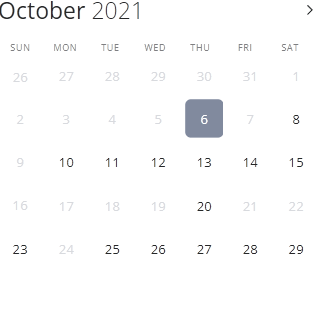 October 2021 >
SUN MON TUE WED THU FRI SAT
26 27 28 29 30 31 1
2 3 4 5 6 7 8
9 10 11 12 13 14 15
16 17 18 19 20 21 22
23 24 25 26 27 28 29